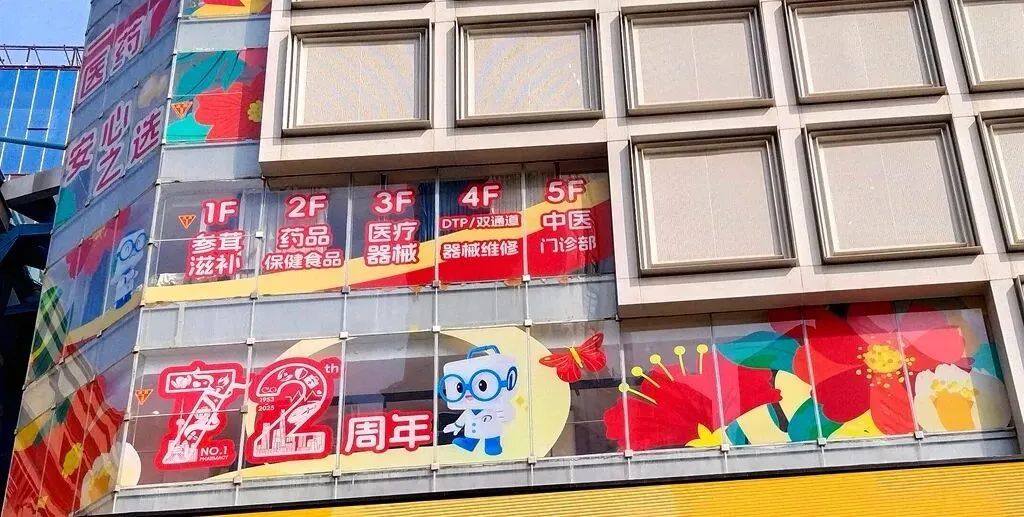 医药
安心
之选
1F
参茸
滋补
2F
药品
保健食品
3F
医疗
器械
4F
DTP/双通道
器械维修
5F
中医
门诊部
72th
1953
2025
NO.1
PHARMACY
周年